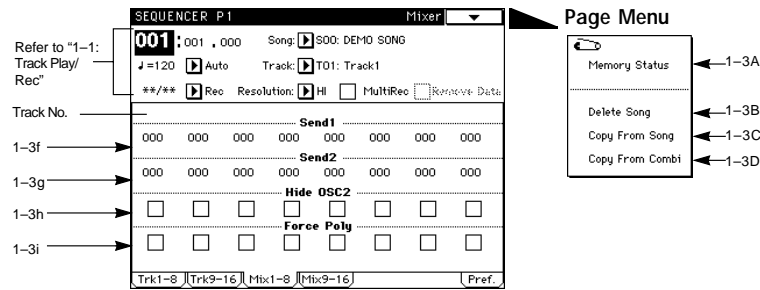 SEQUENCER P1 Mixer
Page Menu
001 : 001 . 000 Song: S00: DEMO SONG
Refer to “1–1: Track Play/ Rec”
♩=120 Auto Track: T01: Track1
**/** Rec Resolution: HI MultiRec Remove Data
Track No.
Send1
1–3f
000 000 000 000 000 000 000 000
Send2
1–3g
000 000 000 000 000 000 000 000
Hide OSC2
1–3h
Force Poly
1–3i
Trk1-8 Trk9-16 Mix1-8 Mix9-16 Pref.
Memory Status 1–3A
Delete Song 1–3B
Copy From Song 1–3C
Copy From Combi 1–3D